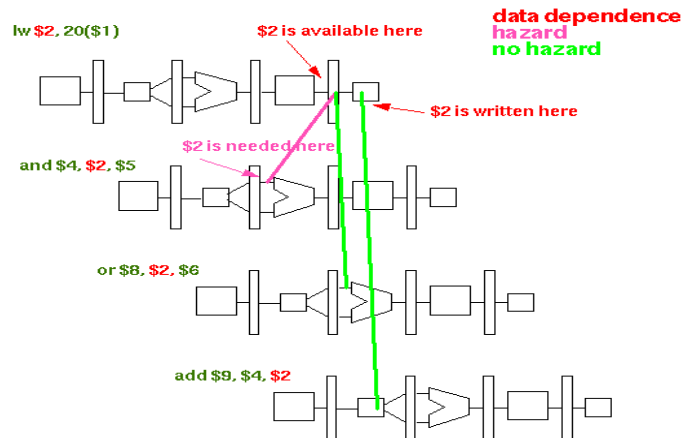 data dependence
hazard
no hazard
lw $2, 20($1)
$2 is available here
$2 is written here
$2 is needed here
and $4, $2, $5
or $8, $2, $6
add $9, $4, $2